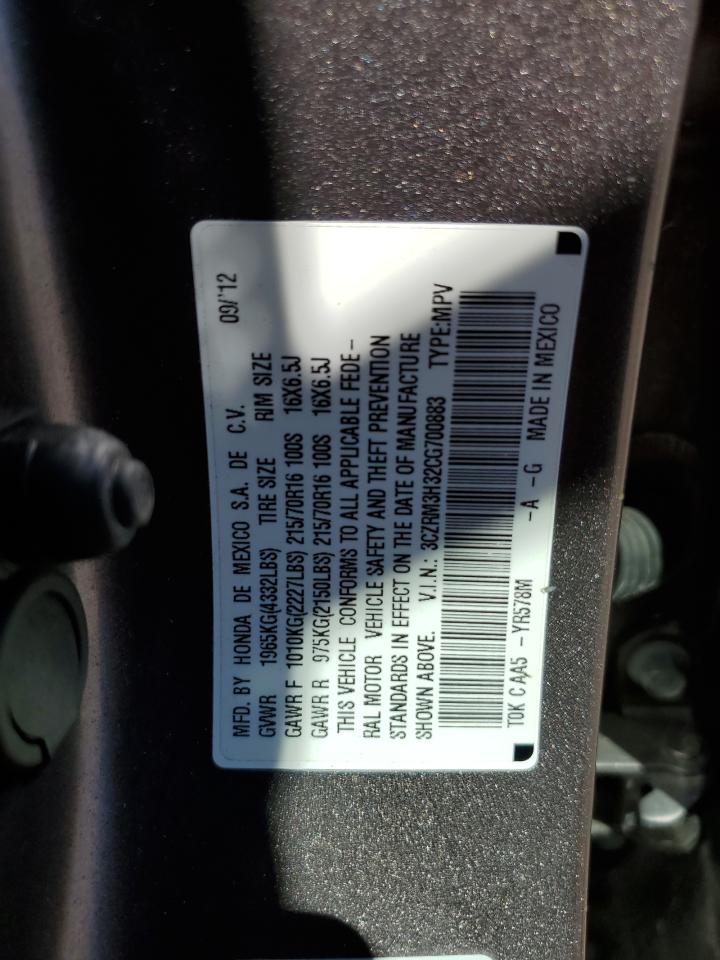 MFD. BY HONDA DE MEXICO S.A. DE C.V. 09/'12
GVWR 1965KG(4332LBS) TIRE SIZE RIM SIZE
GAWR F 1010KG(2227LBS) 215/70R16 100S 16X6.5J
GAWR R 975KG(2150LBS) 215/70R16 100S 16X6.5J
THIS VEHICLE CONFORMS TO ALL APPLICABLE FEDE-
RAL MOTOR VEHICLE SAFETY AND THEFT PREVENTION
STANDARDS IN EFFECT ON THE DATE OF MANUFACTURE
SHOWN ABOVE. V.I.N.: 3CZRM3H32CG700883 TYPE:MPV
T0K C AA5 -YR578M -A -G MADE IN MEXICO